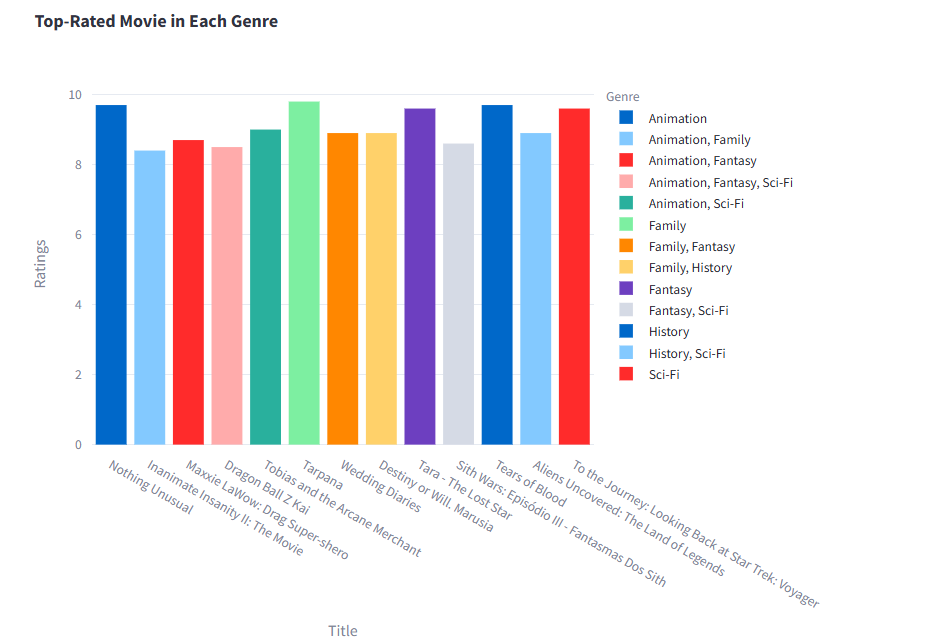 Top-Rated Movie in Each Genre
10
8
6
4
2
0
Ratings
Nothing Unusual
Inanimate Insanity II: The Movie
Maxxie LaWow: Drag Super-shero
Dragon Ball Z Kai
Tobias and the Arcane Merchant
Tarpana
Wedding Diaries
Destiny or Will. Marusia
Tara - The Lost Star
Sith Wars: Episódio III - Fantasmas Dos Sith
Tears of Blood
Aliens Uncovered: The Land of Legends
To the Journey: Looking Back at Star Trek: Voyager
Title
Genre
Animation
Animation, Family
Animation, Fantasy
Animation, Fantasy, Sci-Fi
Animation, Sci-Fi
Family
Family, Fantasy
Family, History
Fantasy
Fantasy, Sci-Fi
History
History, Sci-Fi
Sci-Fi